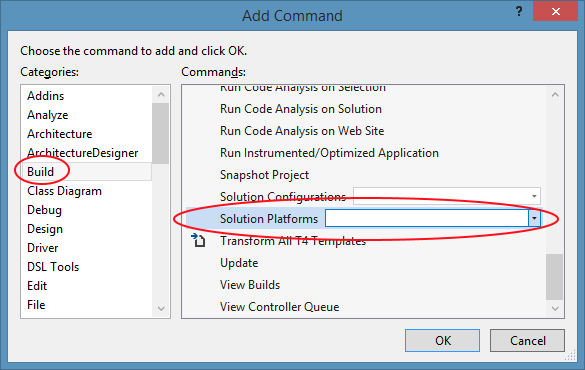 Add Command
?
Choose the command to add and click OK.
Categories:
Commands:
Addins
Analyze
Architecture
ArchitectureDesigner
Build
Class Diagram
Debug
Design
Driver
DSL Tools
Edit
File
Run Code Analysis on Selection
Run Code Analysis on Solution
Run Code Analysis on Web Site
Run Instrumented/Optimized Application
Snapshot Project
Solution Configurations
Solution Platforms
Transform All T4 Templates
Update
View Builds
View Controller Queue
OK
Cancel